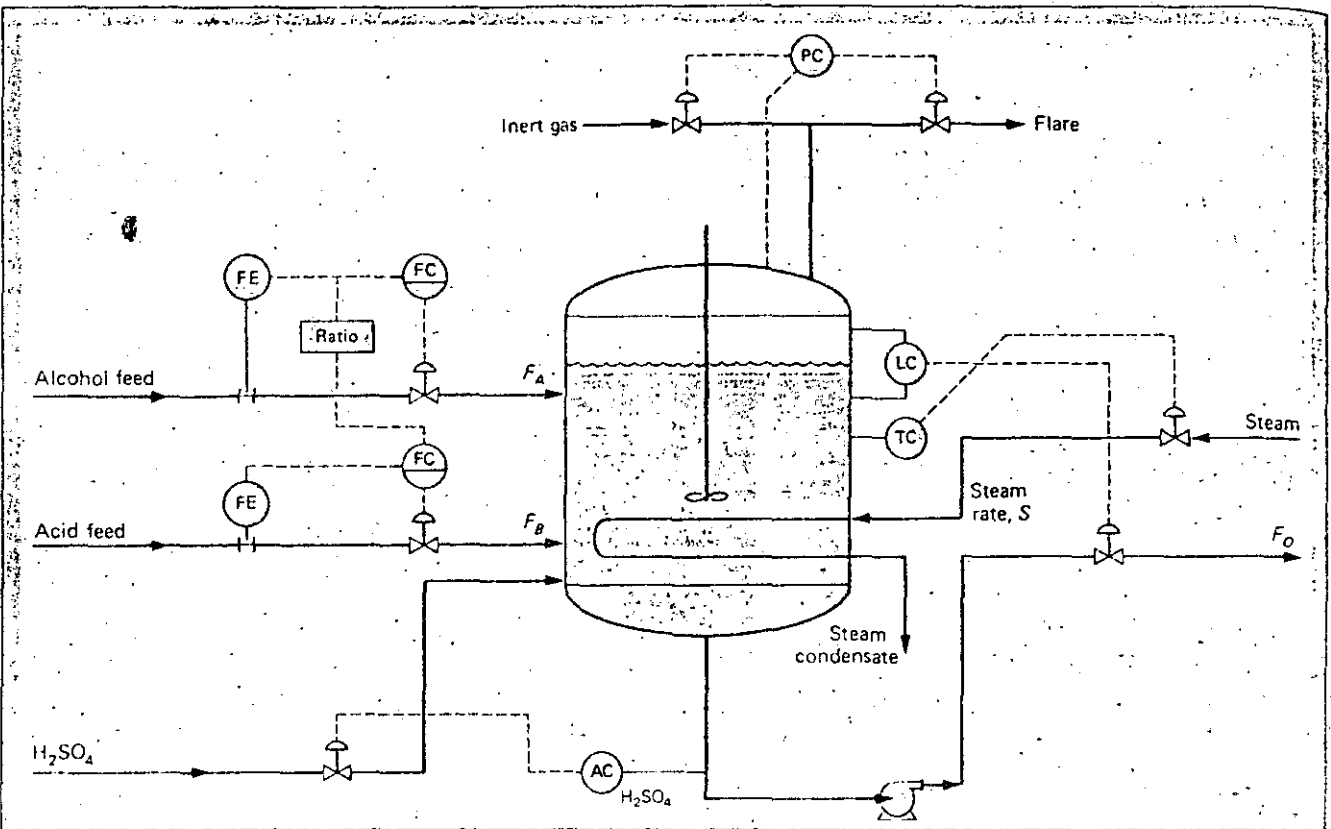 PC
Inert gas
Flare
FE
FC
Ratio
Alcohol feed
F_A
LC
TC
Steam
FC
FE
Steam
rate, S
Acid feed
F_B
F_O
Steam
condensate
H₂SO₄
AC
H₂SO₄